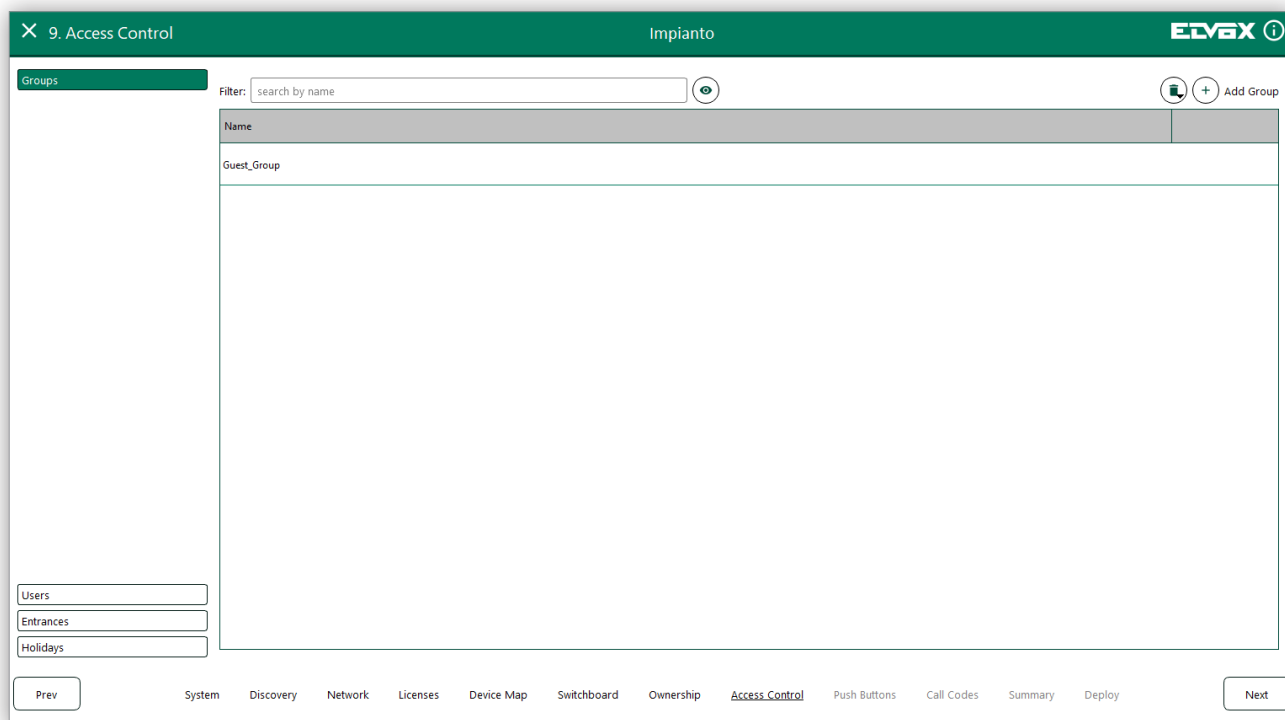 9. Access Control
Impianto
ELVOX
Groups
Filter: search by name
Add Group
Name
Guest_Group
Users
Entrances
Holidays
Prev
System
Discovery
Network
Licenses
Device Map
Switchboard
Ownership
Access Control
Push Buttons
Call Codes
Summary
Deploy
Next